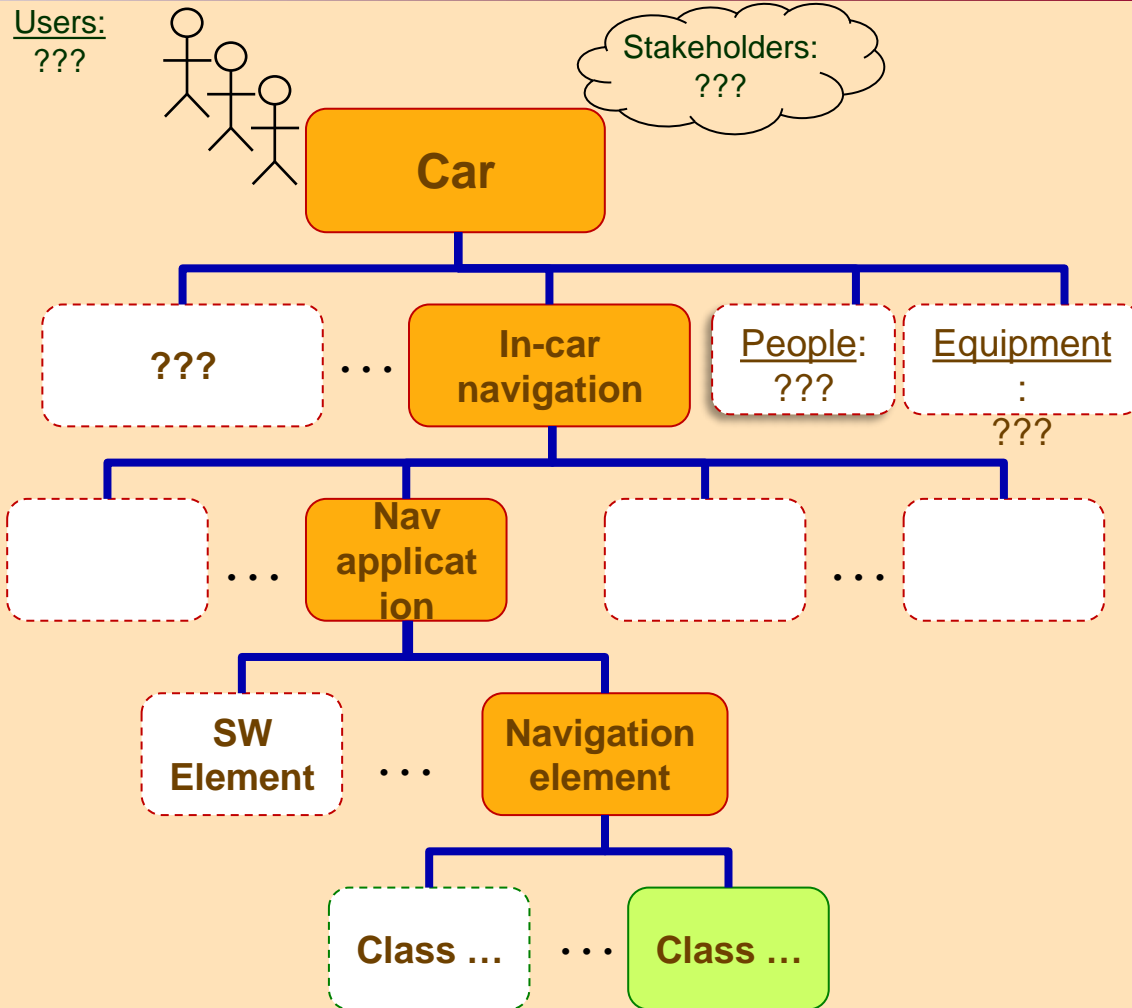 Users:
???
Stakeholders:
???
Car
???
...
In-car
navigation
People:
???
Equipment
:
???
...
Nav
applicat
ion
...
SW
Element
...
Navigation
element
Class …
...
Class …